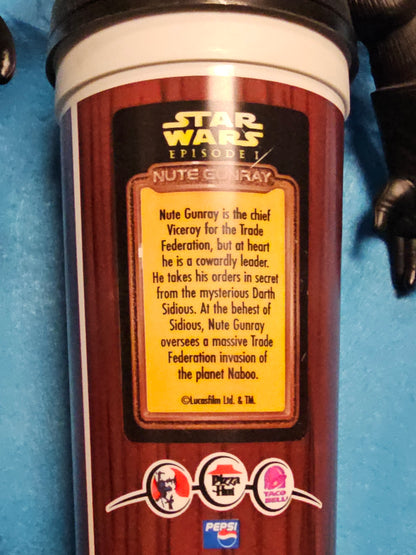 STAR
WARS
EPISODE I
NUTE GUNRAY
Nute Gunray is the chief
Viceroy for the Trade
Federation, but at heart
he is a cowardly leader.
He takes his orders in secret
from the mysterious Darth
Sidious. At the behest of
Sidious, Nute Gunray
oversees a massive Trade
Federation invasion of
the planet Naboo.
©Lucasfilm Ltd. & TM.
Pizza
Hut
TACO
BELL
PEPSI